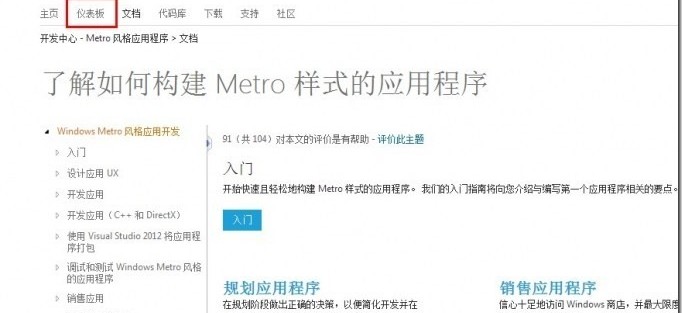 主页 仪表板 文档 代码库 下载 支持 社区
开发中心 - Metro 风格应用程序 > 文档
了解如何构建 Metro 样式的应用程序
Windows Metro 风格应用开发
入门
设计应用 UX
开发应用
开发应用（C++ 和 DirectX）
使用 Visual Studio 2012 将应用程
序打包
调试和测试 Windows Metro 风格
的应用程序
销售应用
91（共 104）对本文的评价是有帮助 - 评价此主题
入门
开始快速且轻松地构建 Metro 样式的应用程序。 我们的入门指南将向您介绍与编写第一个应用程序相关的要点。
入门
规划应用程序
在规划阶段做出正确的决策，以便简化开发并在
销售应用程序
信心十足地访问 Windows 商店，并最大限度